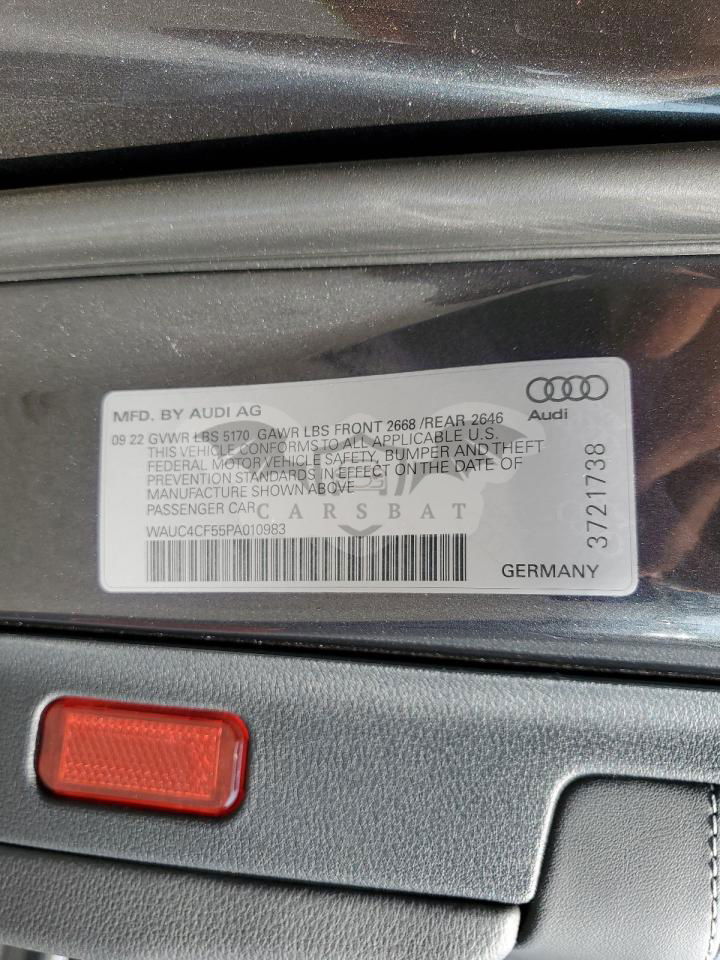 MFD. BY AUDI AG
Audi
09 22 GVWR LBS 5170 GAWR LBS FRONT 2668 /REAR 2646
THIS VEHICLE CONFORMS TO ALL APPLICABLE U.S.
FEDERAL MOTOR VEHICLE SAFETY, BUMPER AND THEFT
PREVENTION STANDARDS IN EFFECT ON THE DATE OF
MANUFACTURE SHOWN ABOVE
PASSENGER CAR
CARSBAT
WAUC4CF55PA010983
GERMANY
3721738